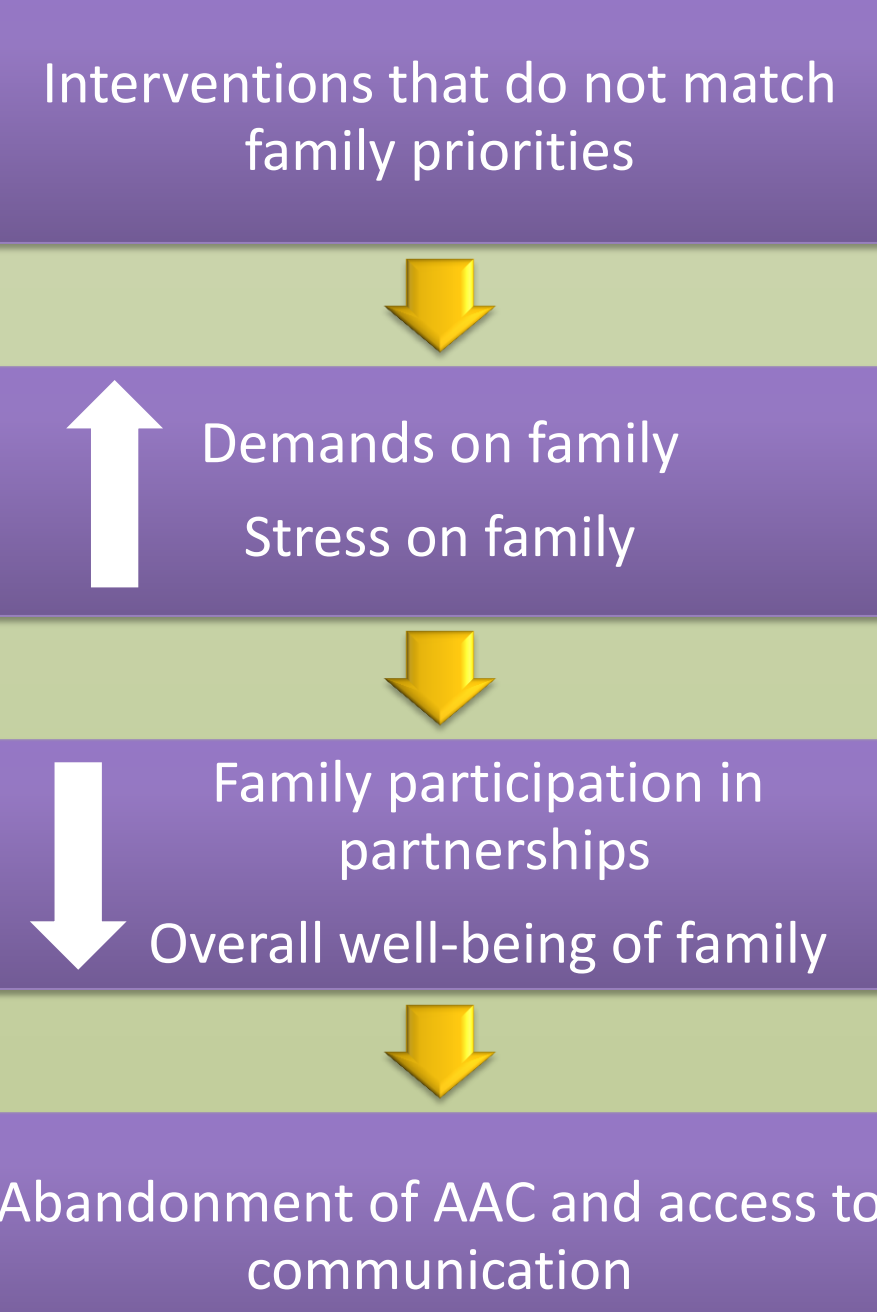 Interventions that do not match
family priorities
Demands on family
Stress on family
Family participation in
partnerships
Overall well-being of family
Abandonment of AAC and access to
communication